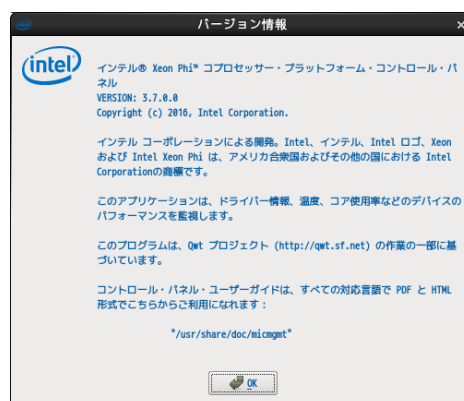 バージョン情報
intel
インテル® Xeon Phi™ コプロセッサー・プラットフォーム・コントロール・パ
ネル
VERSION: 3.7.0.0
Copyright (c) 2016, Intel Corporation.
インテル コーポレーションによる開発。Intel、インテル、Intel ロゴ、Xeon
および Intel Xeon Phi は、アメリカ合衆国およびその他の国における Intel
Corporationの商標です。
このアプリケーションは、ドライバー情報、温度、コア使用率などのデバイスの
パフォーマンスを監視します。
このプログラムは、Qwt プロジェクト (http://qwt.sf.net) の作業の一部に基
づいています。
コントロール・パネル・ユーザーガイドは、すべての対応言語で PDF と HTML
形式でこちらからご利用になれます：
"/usr/share/doc/micmgmt"
OK